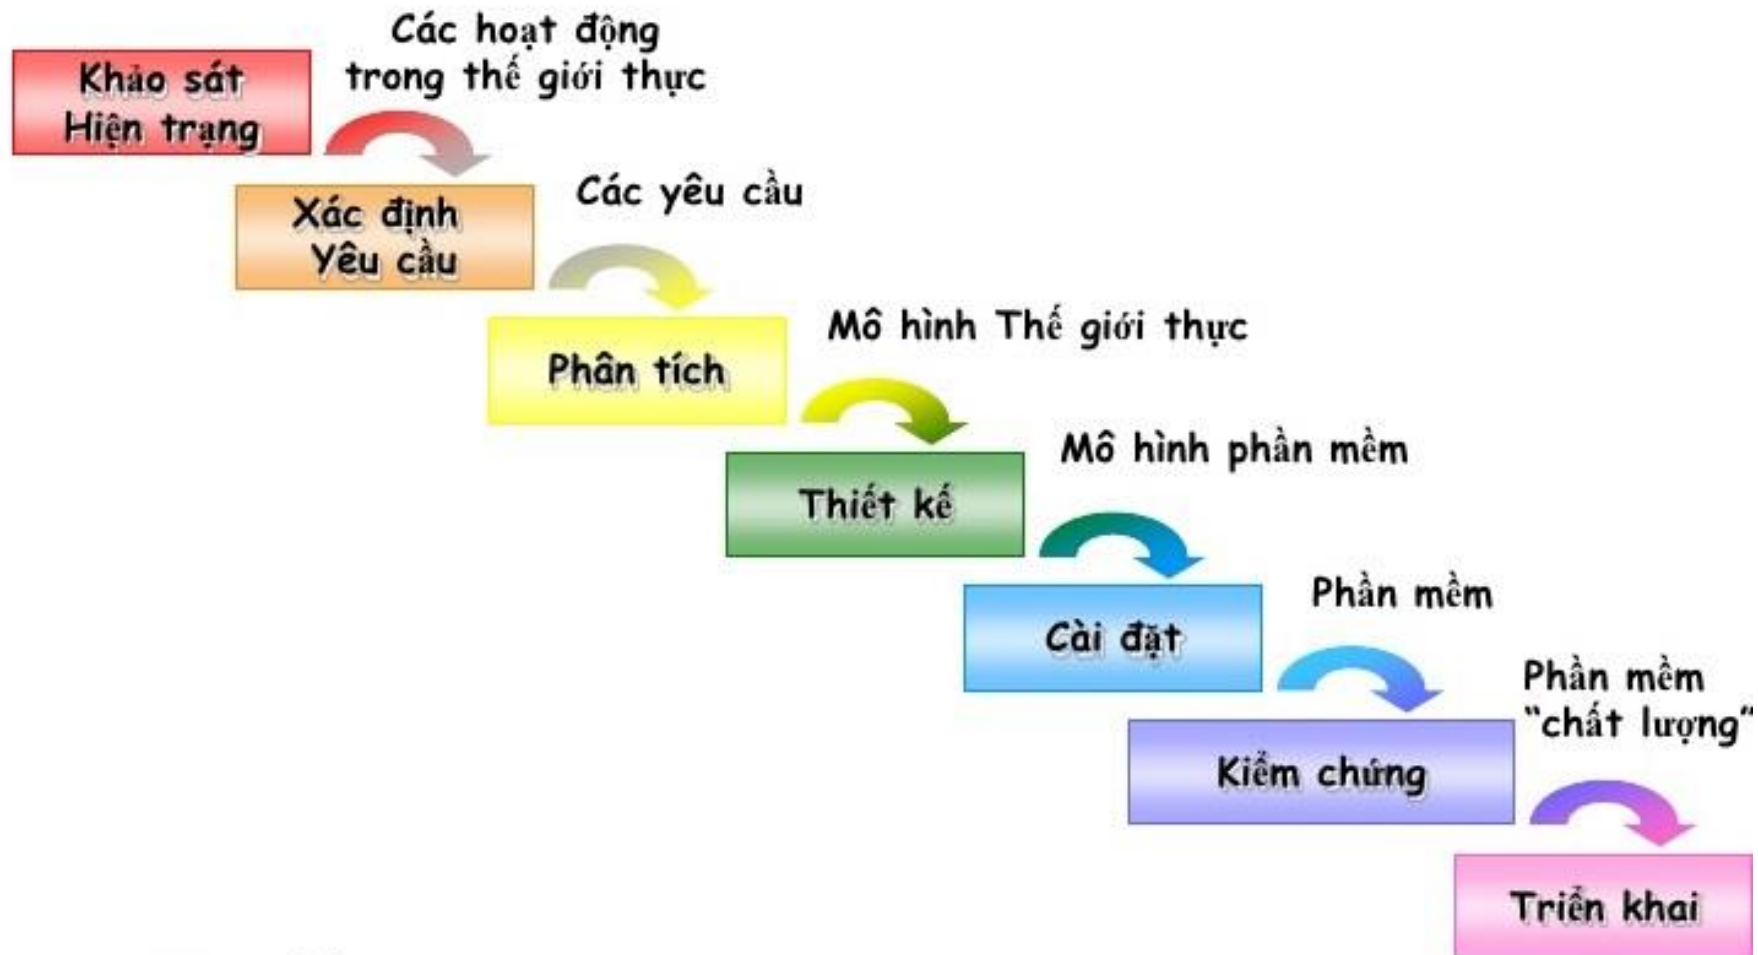 Khảo sát
Hiện trạng
Các hoạt động
trong thế giới thực
Xác định
Yêu cầu
Các yêu cầu
Phân tích
Mô hình Thế giới thực
Thiết kế
Mô hình phần mềm
Cài đặt
Phần mềm
Kiểm chứng
Phần mềm
“chất lượng”
Triển khai